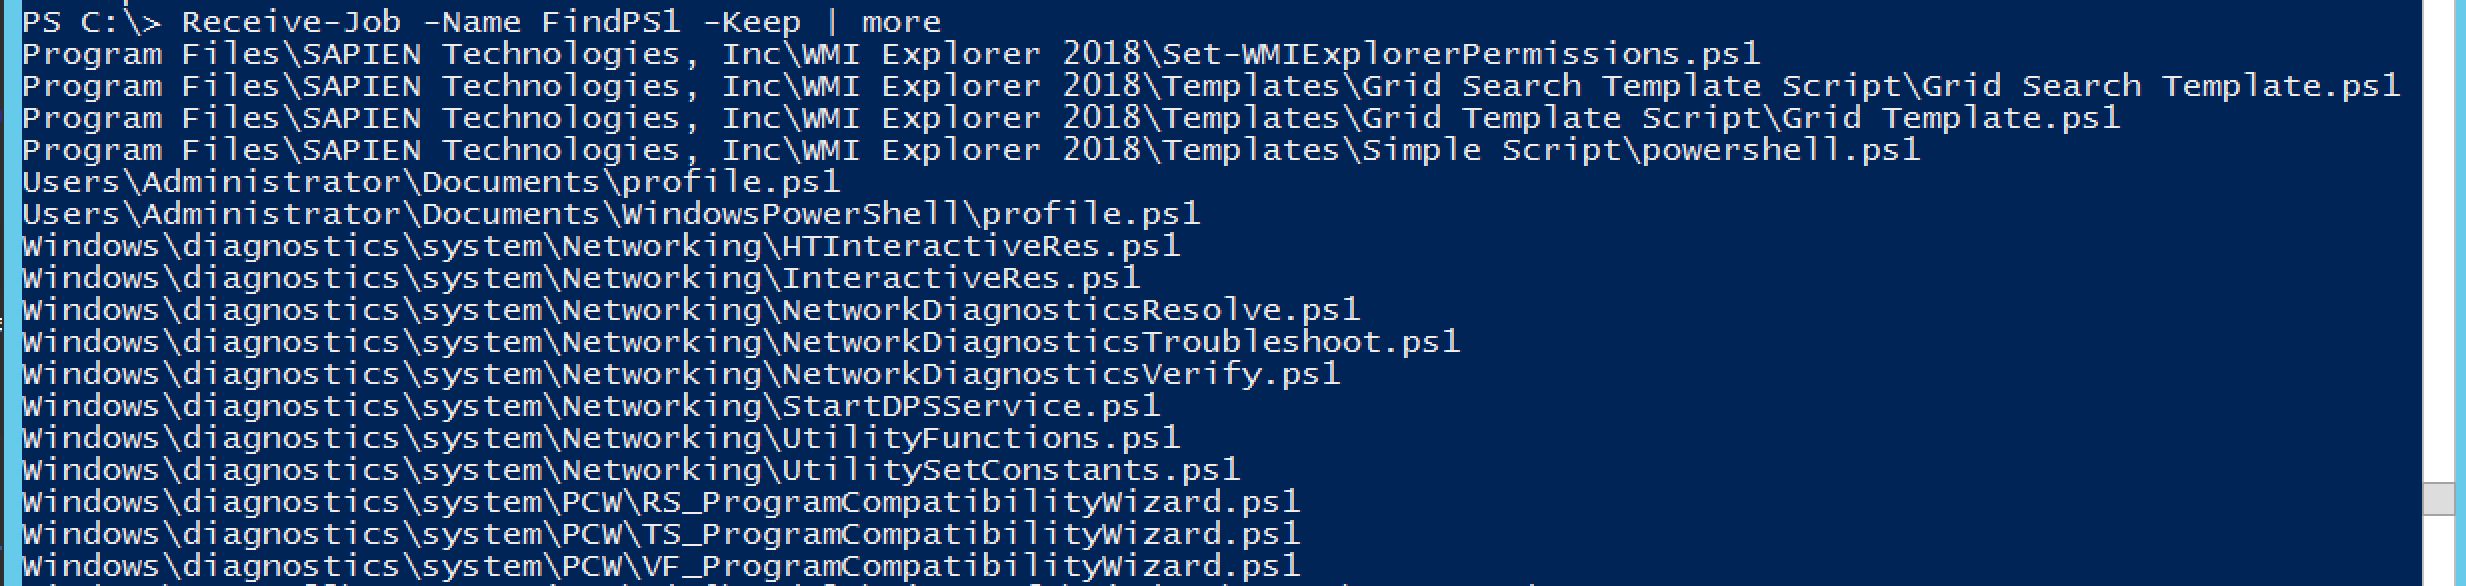 PS C:\> Receive-Job -Name FindPS1 -Keep | more
Program Files\SAPIEN Technologies, Inc\WMI Explorer 2018\Set-WMIExplorerPermissions.ps1
Program Files\SAPIEN Technologies, Inc\WMI Explorer 2018\Templates\Grid Search Template Script\Grid Search Template.ps1
Program Files\SAPIEN Technologies, Inc\WMI Explorer 2018\Templates\Grid Template Script\Grid Template.ps1
Program Files\SAPIEN Technologies, Inc\WMI Explorer 2018\Templates\Simple Script\powershell.ps1
Users\Administrator\Documents\profile.ps1
Users\Administrator\Documents\WindowsPowerShell\profile.ps1
Windows\diagnostics\system\Networking\HTInteractiveRes.ps1
Windows\diagnostics\system\Networking\InteractiveRes.ps1
Windows\diagnostics\system\Networking\NetworkDiagnosticsResolve.ps1
Windows\diagnostics\system\Networking\NetworkDiagnosticsTroubleshoot.ps1
Windows\diagnostics\system\Networking\NetworkDiagnosticsVerify.ps1
Windows\diagnostics\system\Networking\StartDPSService.ps1
Windows\diagnostics\system\Networking\UtilityFunctions.ps1
Windows\diagnostics\system\Networking\UtilitySetConstants.ps1
Windows\diagnostics\system\PCW\RS_ProgramCompatibilityWizard.ps1
Windows\diagnostics\system\PCW\TS_ProgramCompatibilityWizard.ps1
Windows\diagnostics\system\PCW\VF_ProgramCompatibilityWizard.ps1